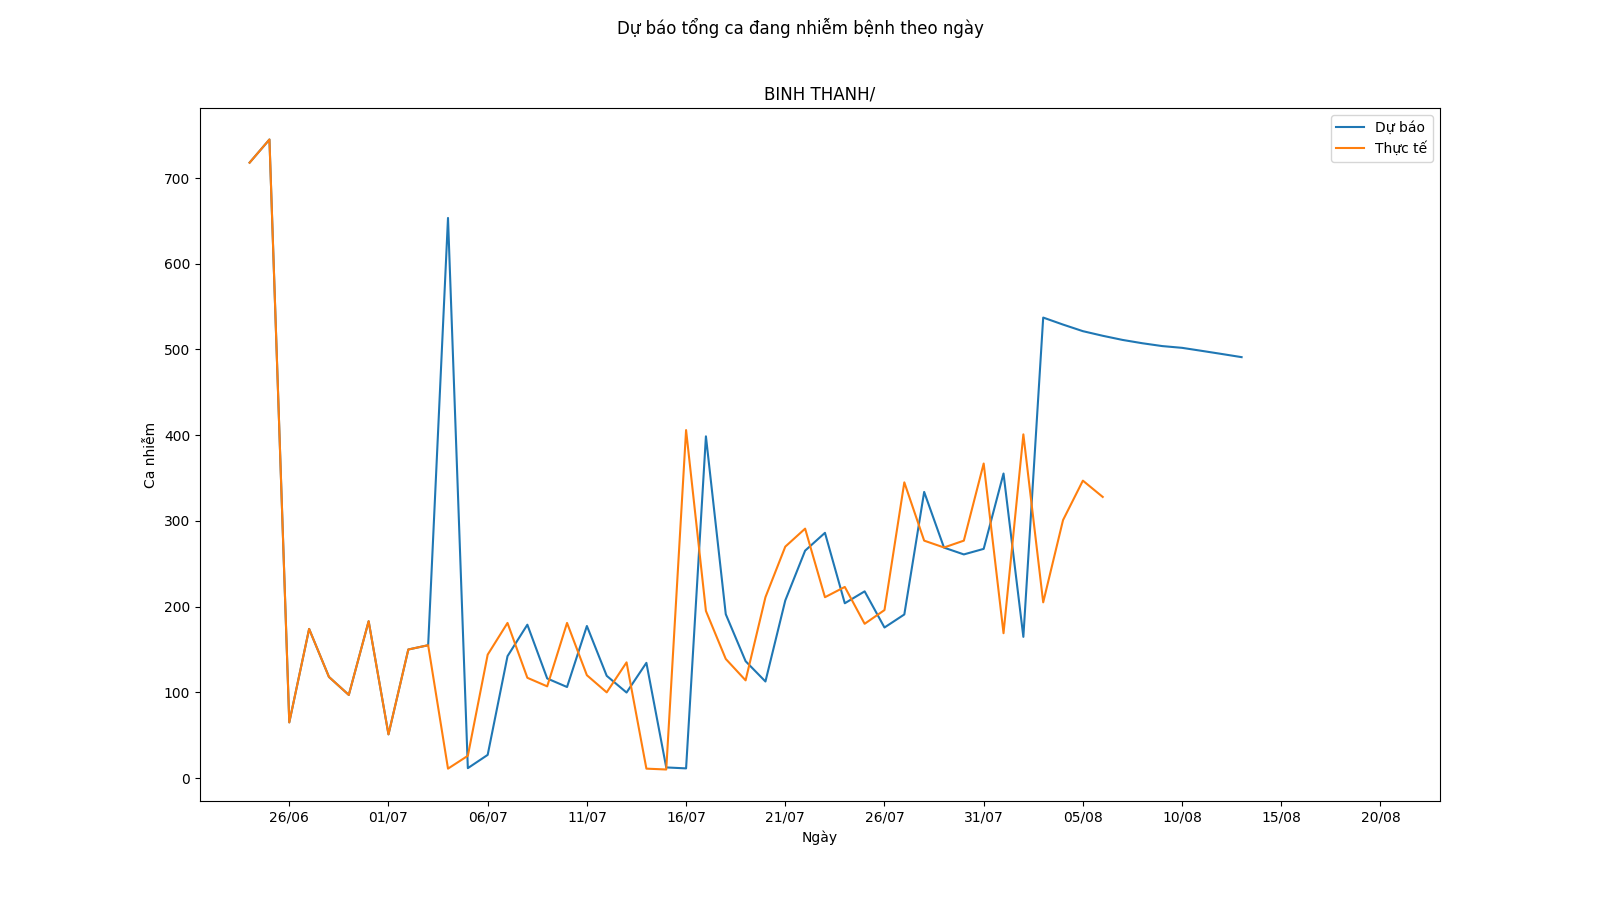 Dự báo tổng ca đang nhiễm bệnh theo ngày
BINH THANH/
Dự báo
Thực tế
700
600
500
400
300
200
100
0
Ca nhiễm
26/06 01/07 06/07 11/07 16/07 21/07 26/07 31/07 05/08 10/08 15/08 20/08
Ngày